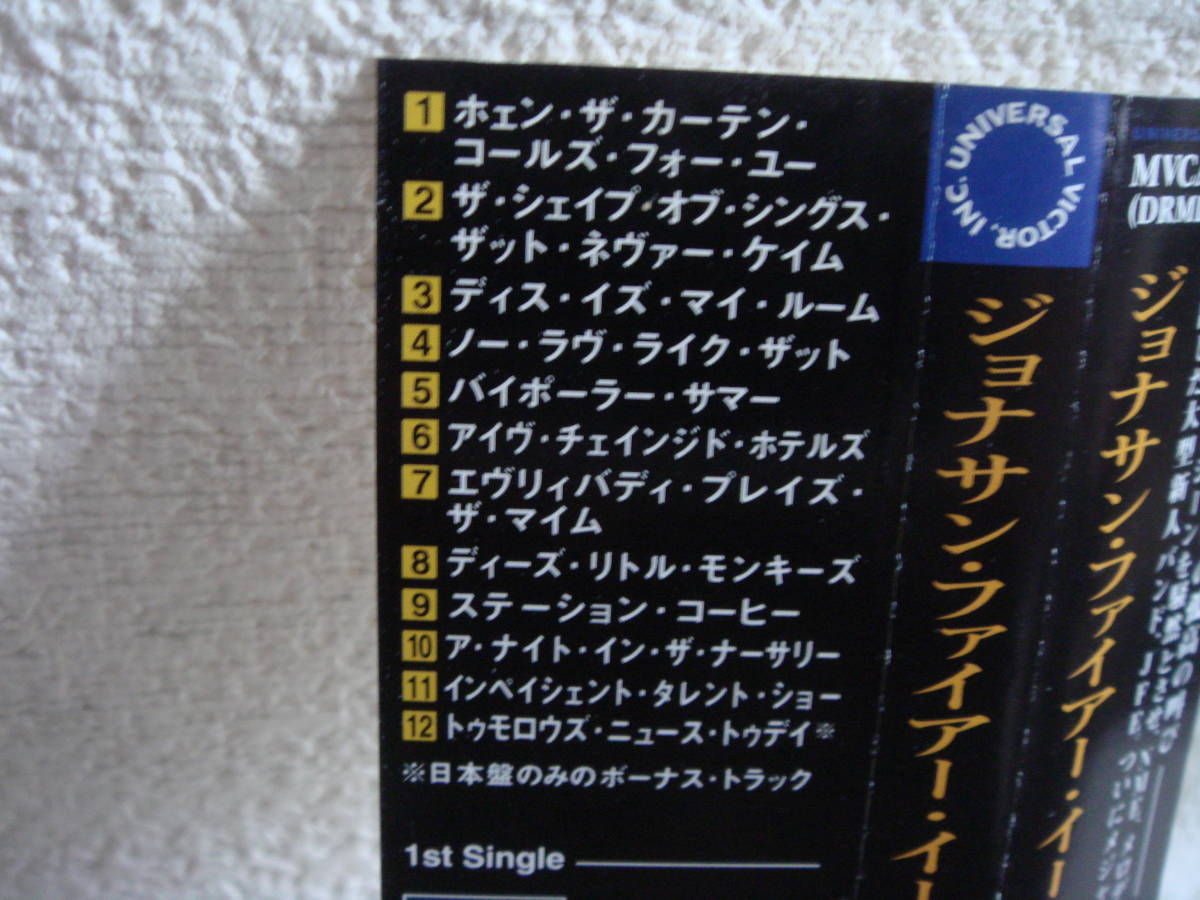 1 ホェン・ザ・カーテン・
コールズ・フォー・ユー
2 ザ・シェイプ・オブ・シングス・
ザット・ネヴァー・ケイム
3 ディス・イズ・マイ・ルーム
4 ノー・ラヴ・ライク・ザット
5 バイポーラー・サマー
6 アイヴ・チェインジド・ホテルズ
7 エヴリィバディ・プレイズ・
ザ・マイム
8 ディーズ・リトル・モンキーズ
9 ステーション・コーヒー
10 ア・ナイト・イン・ザ・ナーサリー
11 インペイシェント・タレント・ショー
12 トゥモロウズ・ニュース・トゥデイ※
※日本盤のみのボーナス・トラック
1st Single
UNIVERSAL VICTOR, INC.
ジョナサン・ファイアー・イー
MVC
(DRM
ジョナサン・ファイアー・イー